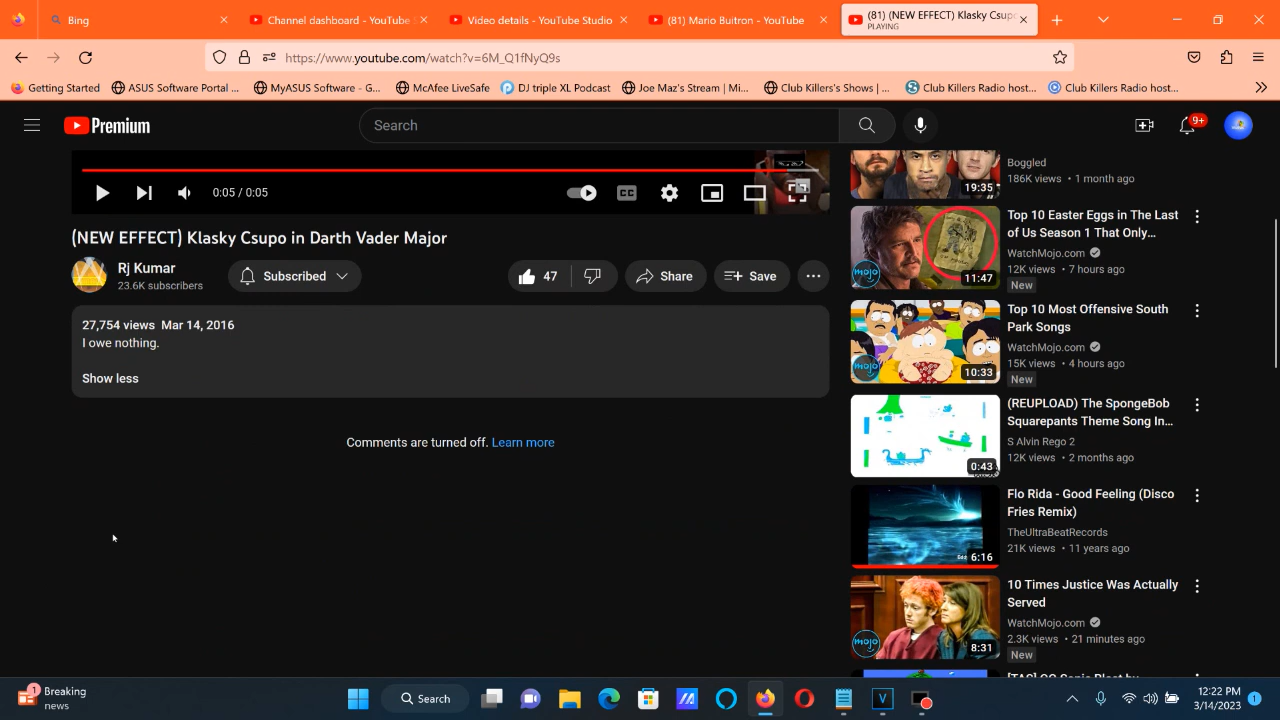 Bing
Channel dashboard - YouTube S
Video details - YouTube Studio
(81) Mario Buitron - YouTube
(81) (NEW EFFECT) Klasky Csupo
PLAYING
https://www.youtube.com/watch?v=6M_Q1fNyQ9s
Getting Started
ASUS Software Portal ...
MyASUS Software - G...
McAfee LiveSafe
DJ triple XL Podcast
Joe Maz's Stream | Mi...
Club Killers's Shows | ...
Club Killers Radio host...
Club Killers Radio host...
Premium
Search
9+
0:05 / 0:05
CC
(NEW EFFECT) Klasky Csupo in Darth Vader Major
Rj Kumar
23.6K subscribers
Subscribed
47
Share
Save
27,754 views Mar 14, 2016
I owe nothing.
Show less
Comments are turned off. Learn more
19:35
Boggled
186K views • 1 month ago
mojo
11:47
Top 10 Easter Eggs in The Last
of Us Season 1 That Only...
WatchMojo.com
12K views • 7 hours ago
New
mojo
10:33
Top 10 Most Offensive South
Park Songs
WatchMojo.com
15K views • 4 hours ago
New
0:43
(REUPLOAD) The SpongeBob
Squarepants Theme Song In...
S Alvin Rego 2
12K views • 2 months ago
6:16
Flo Rida - Good Feeling (Disco
Fries Remix)
TheUltraBeatRecords
21K views • 11 years ago
mojo
8:31
10 Times Justice Was Actually
Served
WatchMojo.com
2.3K views • 21 minutes ago
New
1
Breaking
news
Search
V
12:22 PM
3/14/2023
1